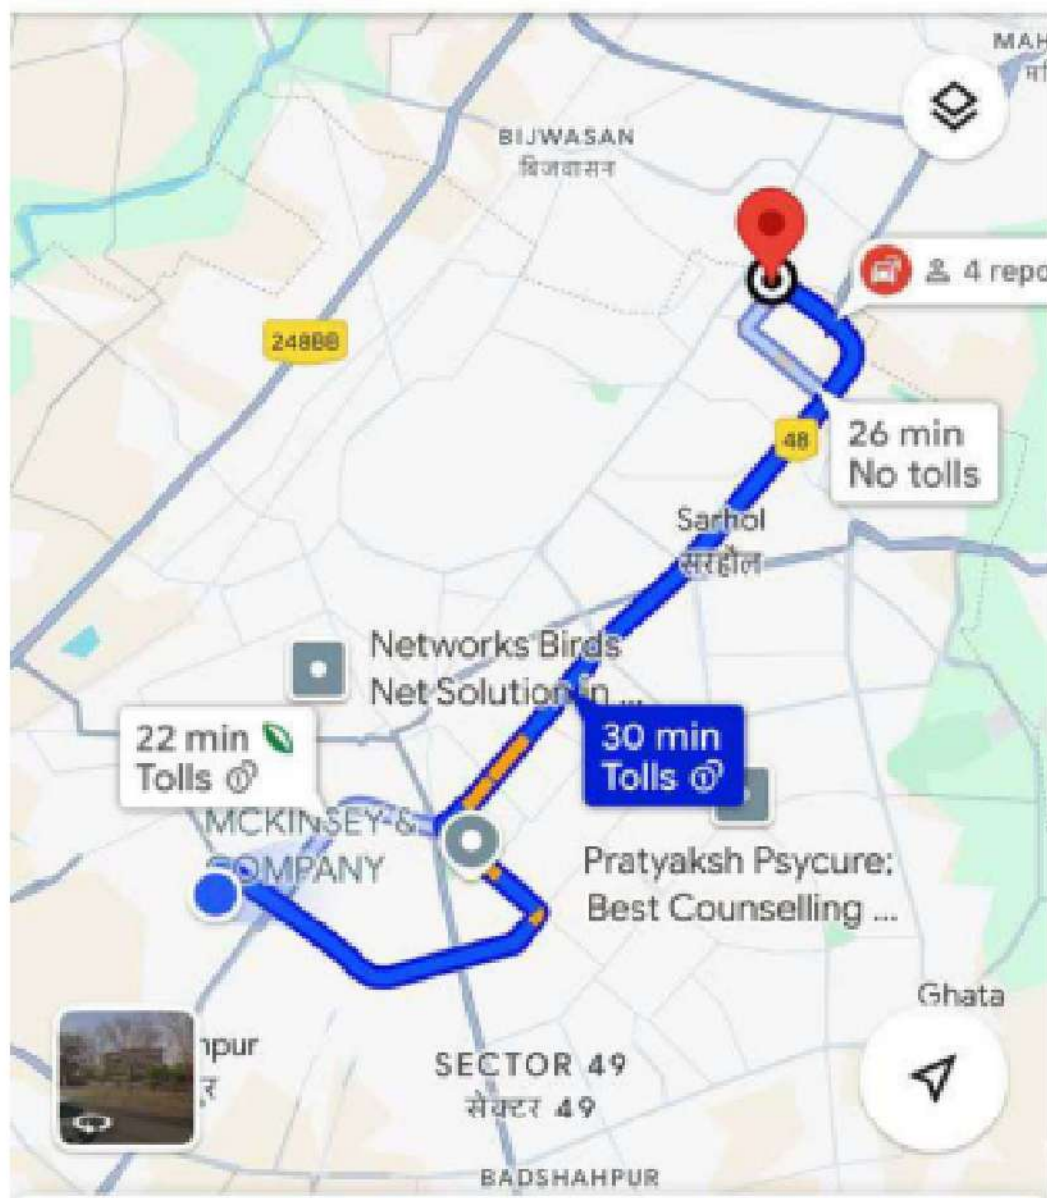 MAH
BIJWASAN
बिजवासन
4 repo
248BB
26 min
No tolls
48
Sarhol
सरहौल
Networks Birds
Net Solution in ...
22 min
Tolls
30 min
Tolls
MCKINSEY &
COMPANY
Pratyaksh Psycure:
Best Counselling ...
Ghata
npur
SECTOR 49
सेक्टर 49
BADSHAHPUR